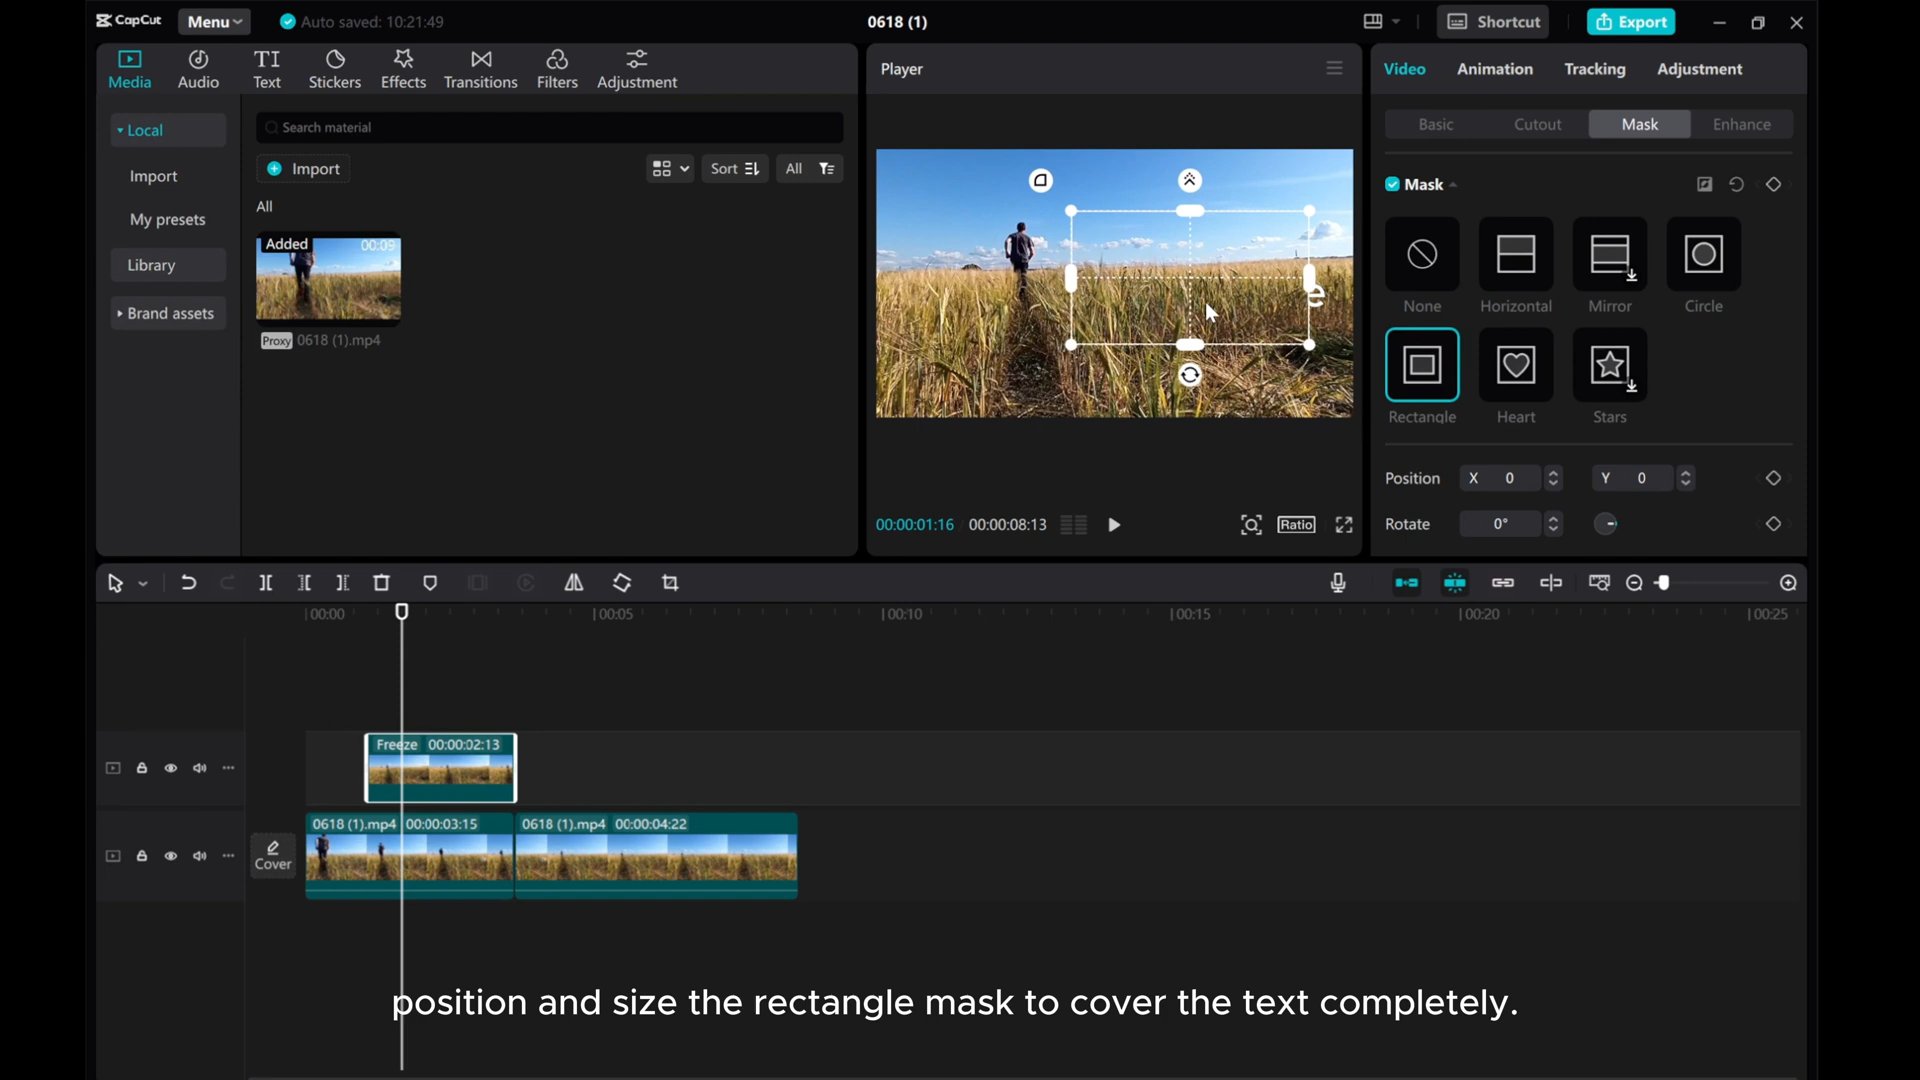 CapCut
Menu
Auto saved: 10:21:49
0618 (1)
Shortcut
Export
Media
Audio
TI
Text
Stickers
Effects
Transitions
Filters
Adjustment
Local
Import
My presets
Library
Brand assets
Search material
Import
Sort
All
All
Added
00:09
Proxy
0618 (1).mp4
Player
e
00:00:01:16
00:00:08:13
Ratio
Video
Animation
Tracking
Adjustment
Basic
Cutout
Mask
Enhance
Mask
None
Horizontal
Mirror
Circle
Rectangle
Heart
Stars
Position
X 0
Y 0
Rotate
0°
00:00
00:05
00:10
00:15
00:20
00:25
Freeze 00:00:02:13
Cover
0618 (1).mp4 00:00:03:15
0618 (1).mp4 00:00:04:22
position and size the rectangle mask to cover the text completely.